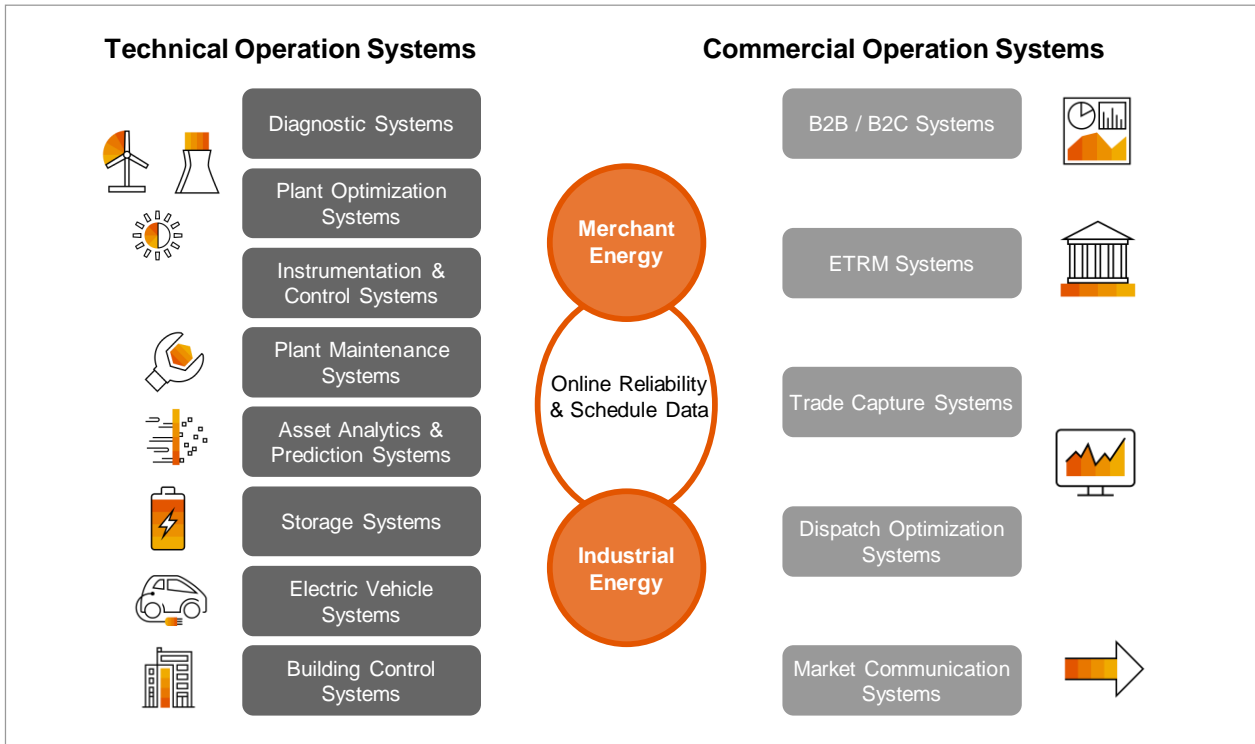 Technical Operation Systems
Diagnostic Systems
Plant Optimization
Systems
Instrumentation &
Control Systems
Plant Maintenance
Systems
Asset Analytics &
Prediction Systems
Storage Systems
Electric Vehicle
Systems
Building Control
Systems
Merchant
Energy
Online Reliability
& Schedule Data
Industrial
Energy
Commercial Operation Systems
B2B / B2C Systems
ETRM Systems
Trade Capture Systems
Dispatch Optimization
Systems
Market Communication
Systems